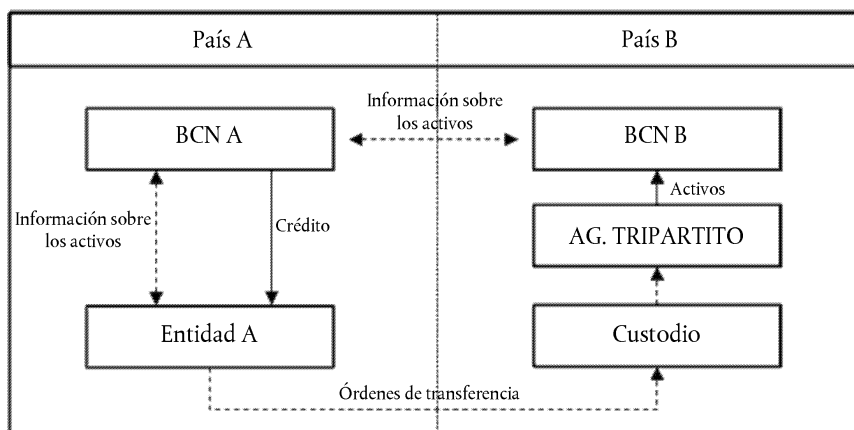 País A
País B
Información sobre
los activos
BCN A
BCN B
Información sobre
los activos
Crédito
Activos
AG. TRIPARTITO
Entidad A
Custodio
Órdenes de transferencia